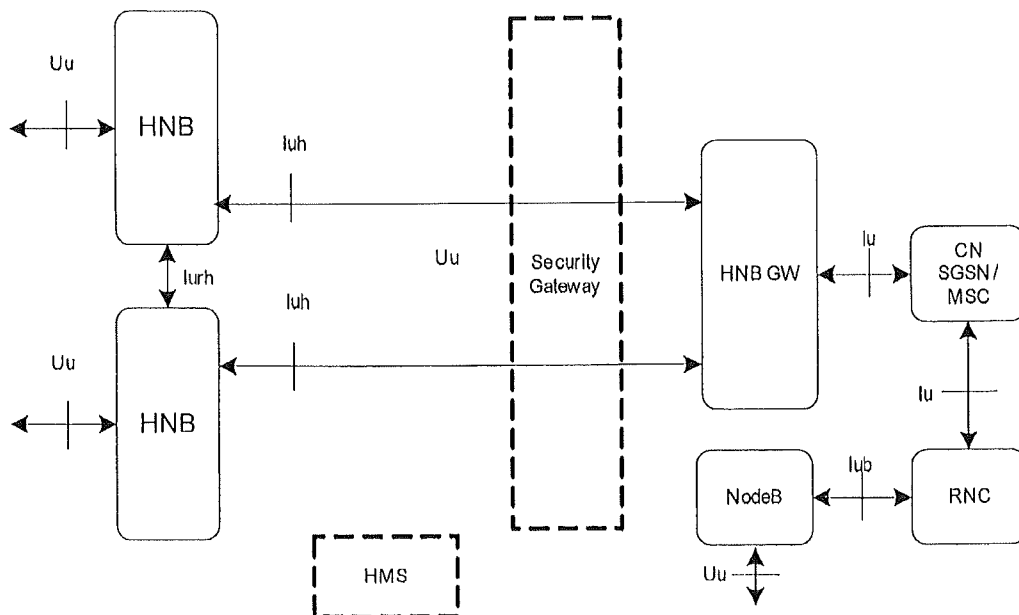 Uu
HNB
Iuh
Iurh
Uu
Security
Gateway
HNB GW
Iu
CN
SGSN/
MSC
Iuh
Uu
HNB
Iu
NodeB
Iub
RNC
HMS
Uu